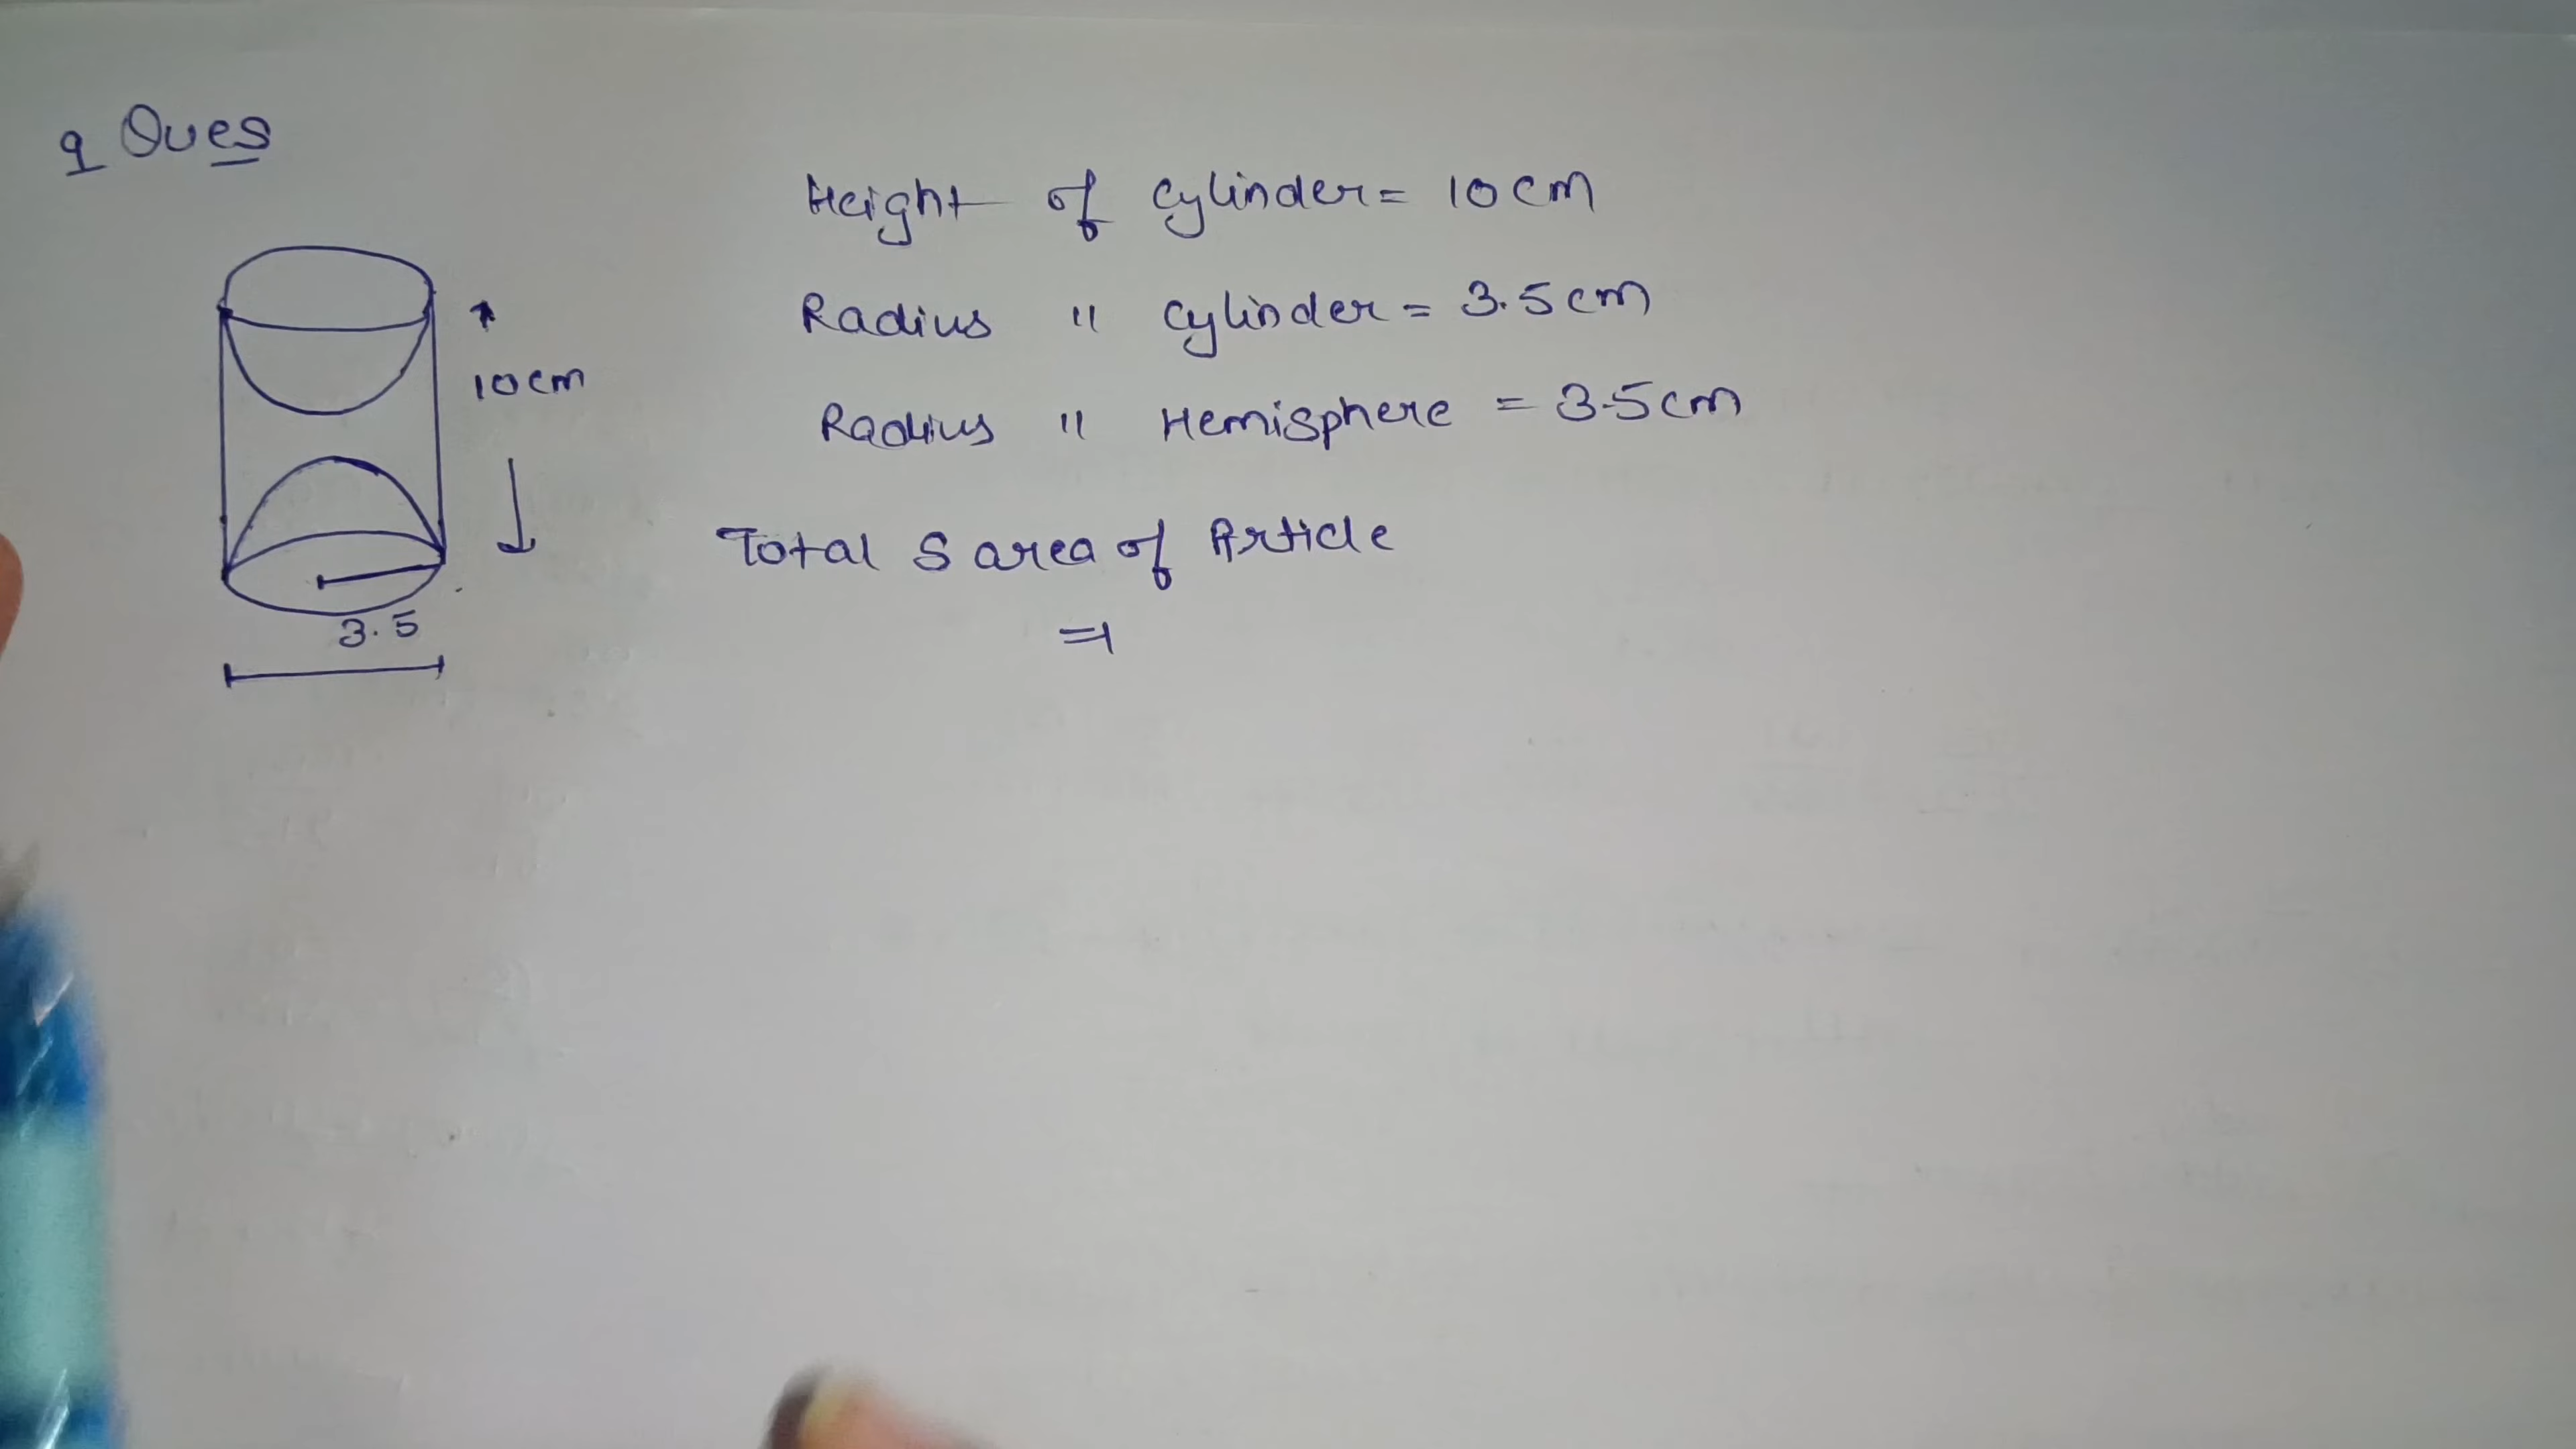 9 Ques
Height of cylinder = 10 cm
Radius " cylinder = 3.5 cm
10 cm
Radius " Hemisphere = 3.5 cm
Total S area of Article
3.5
=